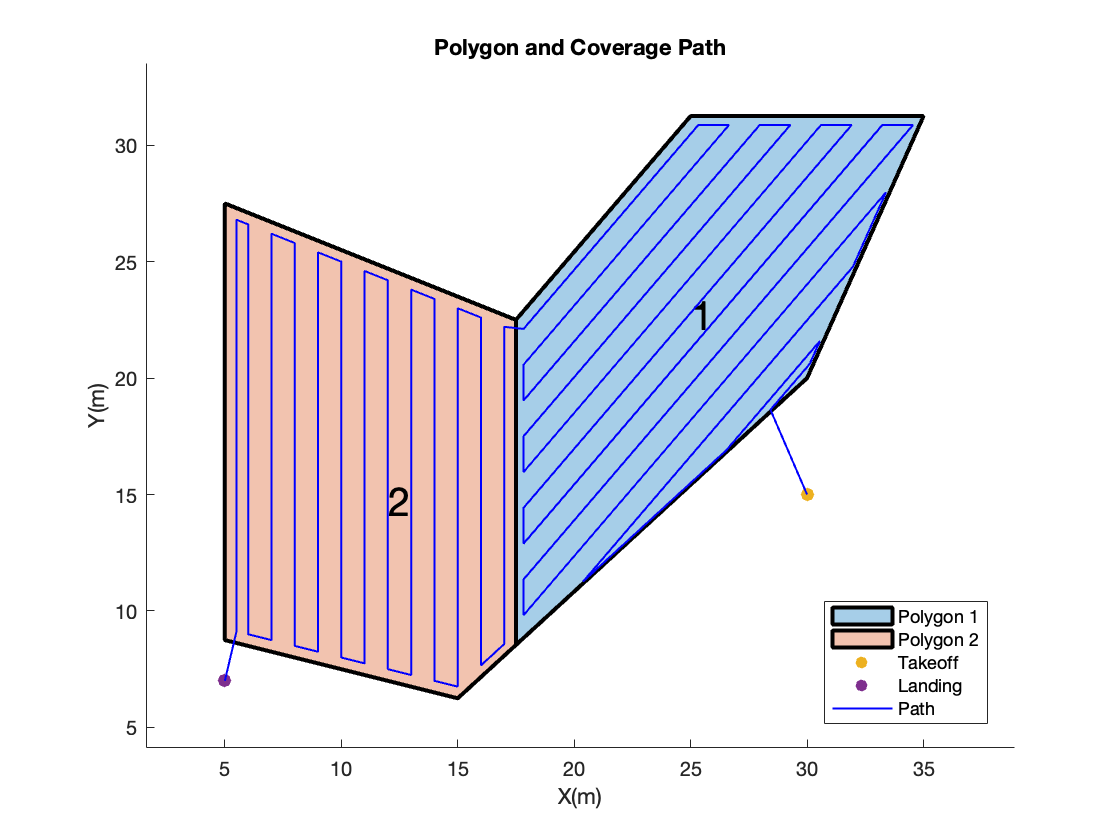 Polygon and Coverage Path
30
25
20
15
10
5
Y(m)
1
2
5 10 15 20 25 30 35
X(m)
Polygon 1
Polygon 2
Takeoff
Landing
Path